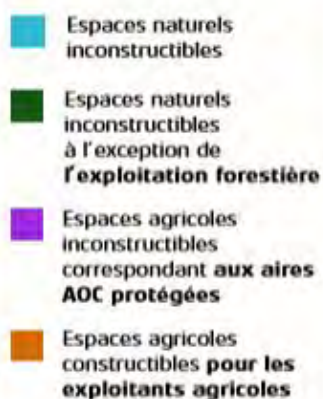 Espaces naturels
inconstructibles
Espaces naturels
inconstructibles
à l'exception de
l'exploitation forestière
Espaces agricoles
inconstructibles
correspondant aux aires
AOC protégées
Espaces agricoles
constructibles pour les
exploitants agricoles